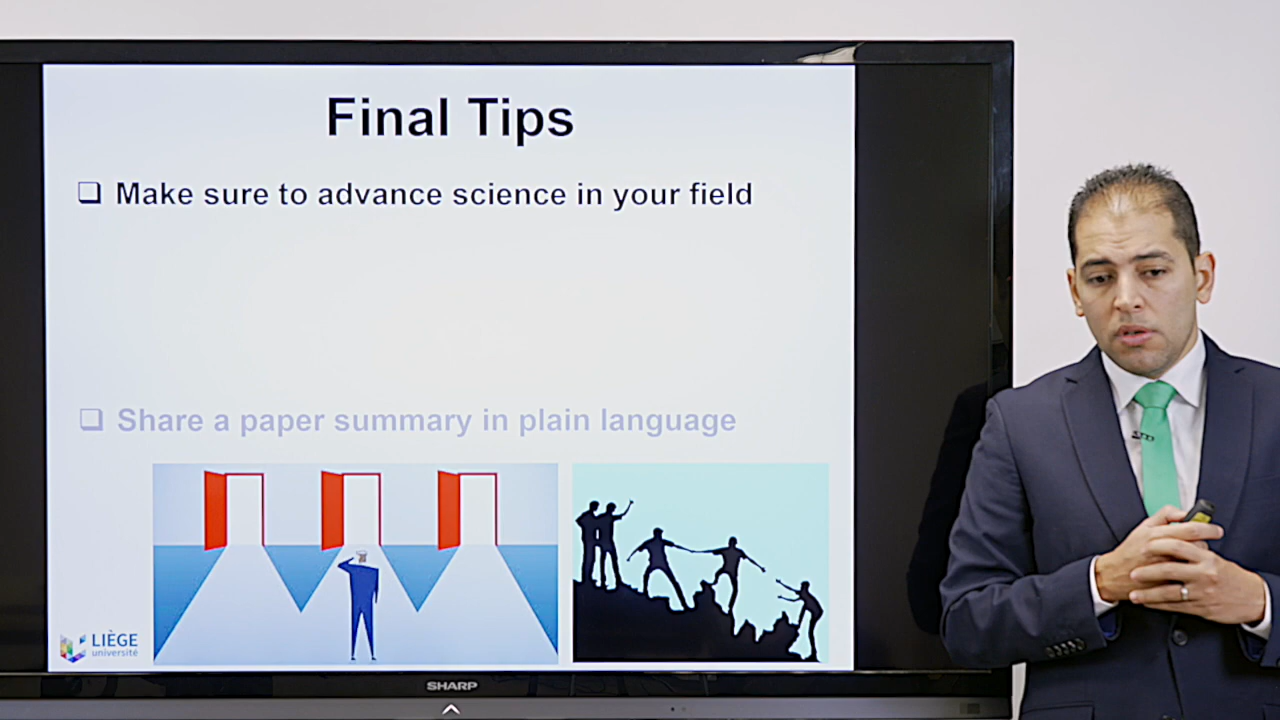 Final Tips
❑ Make sure to advance science in your field
❑ Share a paper summary in plain language
LIÈGE
université
SHARP